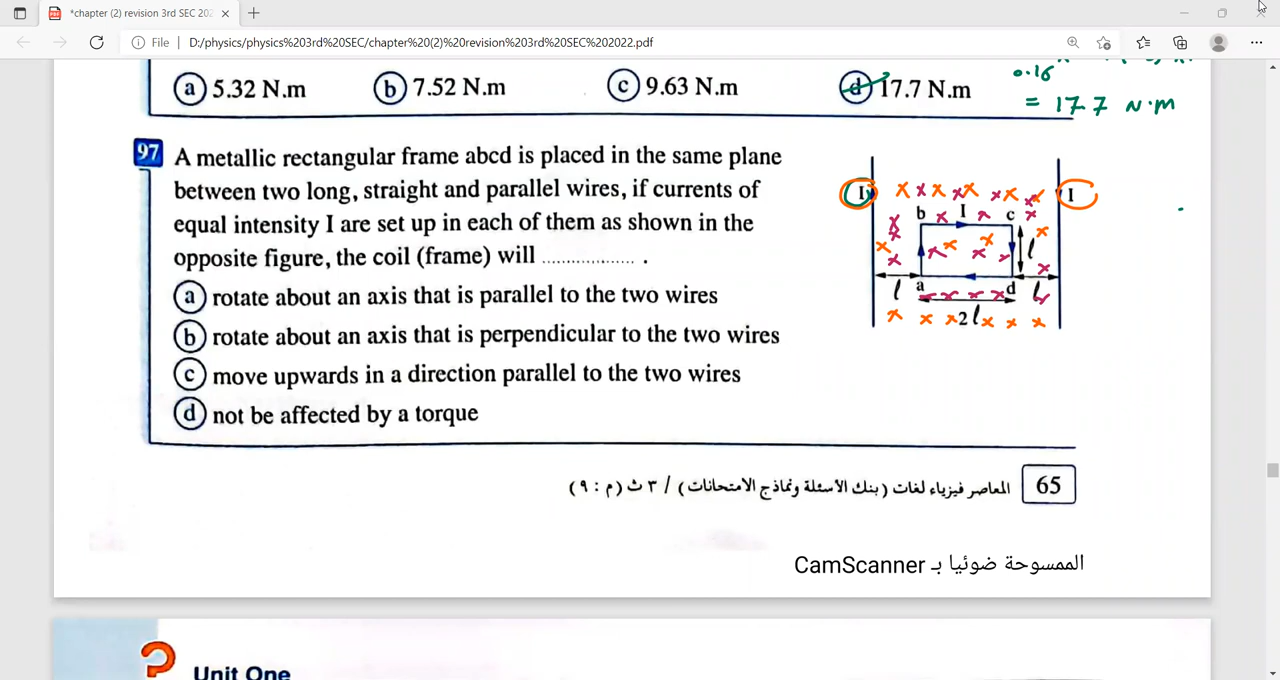 *chapter (2) revision 3rd SEC 202
File | D:/physics/physics%203rd%20SEC/chapter%20(2)%20revision%203rd%20SEC%202022.pdf
0.16
a 5.32 N.m b 7.52 N.m c 9.63 N.m d 17.7 N.m
= 17.7 N.m
97 A metallic rectangular frame abcd is placed in the same plane
between two long, straight and parallel wires, if currents of
equal intensity I are set up in each of them as shown in the
opposite figure, the coil (frame) will .................. .
a rotate about an axis that is parallel to the two wires
b rotate about an axis that is perpendicular to the two wires
c move upwards in a direction parallel to the two wires
d not be affected by a torque
I I
b I c
l
l a d l
2l
المعاصر فيزياء لغات (بنك الأسئلة ونماذج الامتحانات) / ٣ ث (م : ٩) 65
الممسوحة ضوئيا بـ CamScanner
?
Unit One